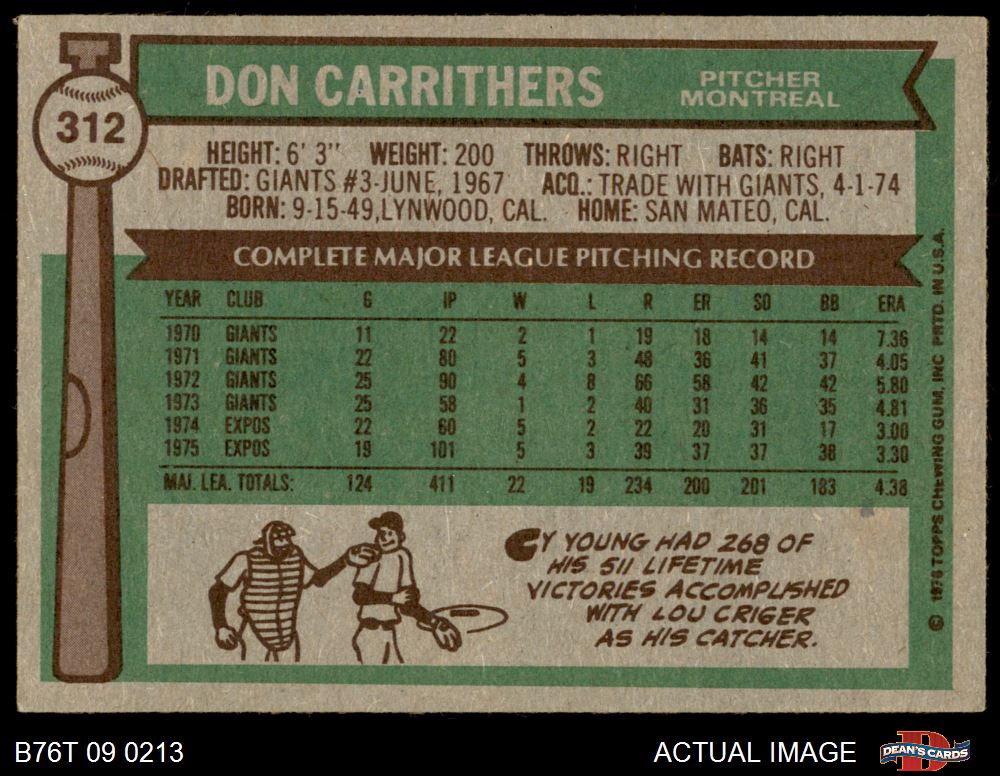 312
DON CARRITHERS
PITCHER
MONTREAL
HEIGHT: 6' 3" WEIGHT: 200 THROWS: RIGHT BATS: RIGHT
DRAFTED: GIANTS #3-JUNE, 1967 ACQ.: TRADE WITH GIANTS, 4-1-74
BORN: 9-15-49, LYNWOOD, CAL. HOME: SAN MATEO, CAL.
COMPLETE MAJOR LEAGUE PITCHING RECORD
YEAR CLUB G IP W L R ER SO BB ERA
1970 GIANTS 11 22 2 1 19 18 14 14 7.36
1971 GIANTS 22 80 5 3 48 36 41 37 4.05
1972 GIANTS 25 90 4 8 66 58 42 42 5.80
1973 GIANTS 25 58 1 2 40 31 36 35 4.81
1974 EXPOS 22 60 5 2 22 20 31 17 3.00
1975 EXPOS 19 101 5 3 39 37 37 38 3.30
MAJ. LEA. TOTALS: 124 411 22 19 234 200 201 183 4.38
CY YOUNG HAD 268 OF
HIS 511 LIFETIME
VICTORIES ACCOMPLISHED
WITH LOU CRIGER
AS HIS CATCHER.
© 1976 TOPPS CHEWING GUM, INC PRTD. IN U.S.A.
B76T 09 0213
ACTUAL IMAGE
DEAN'S CARDS